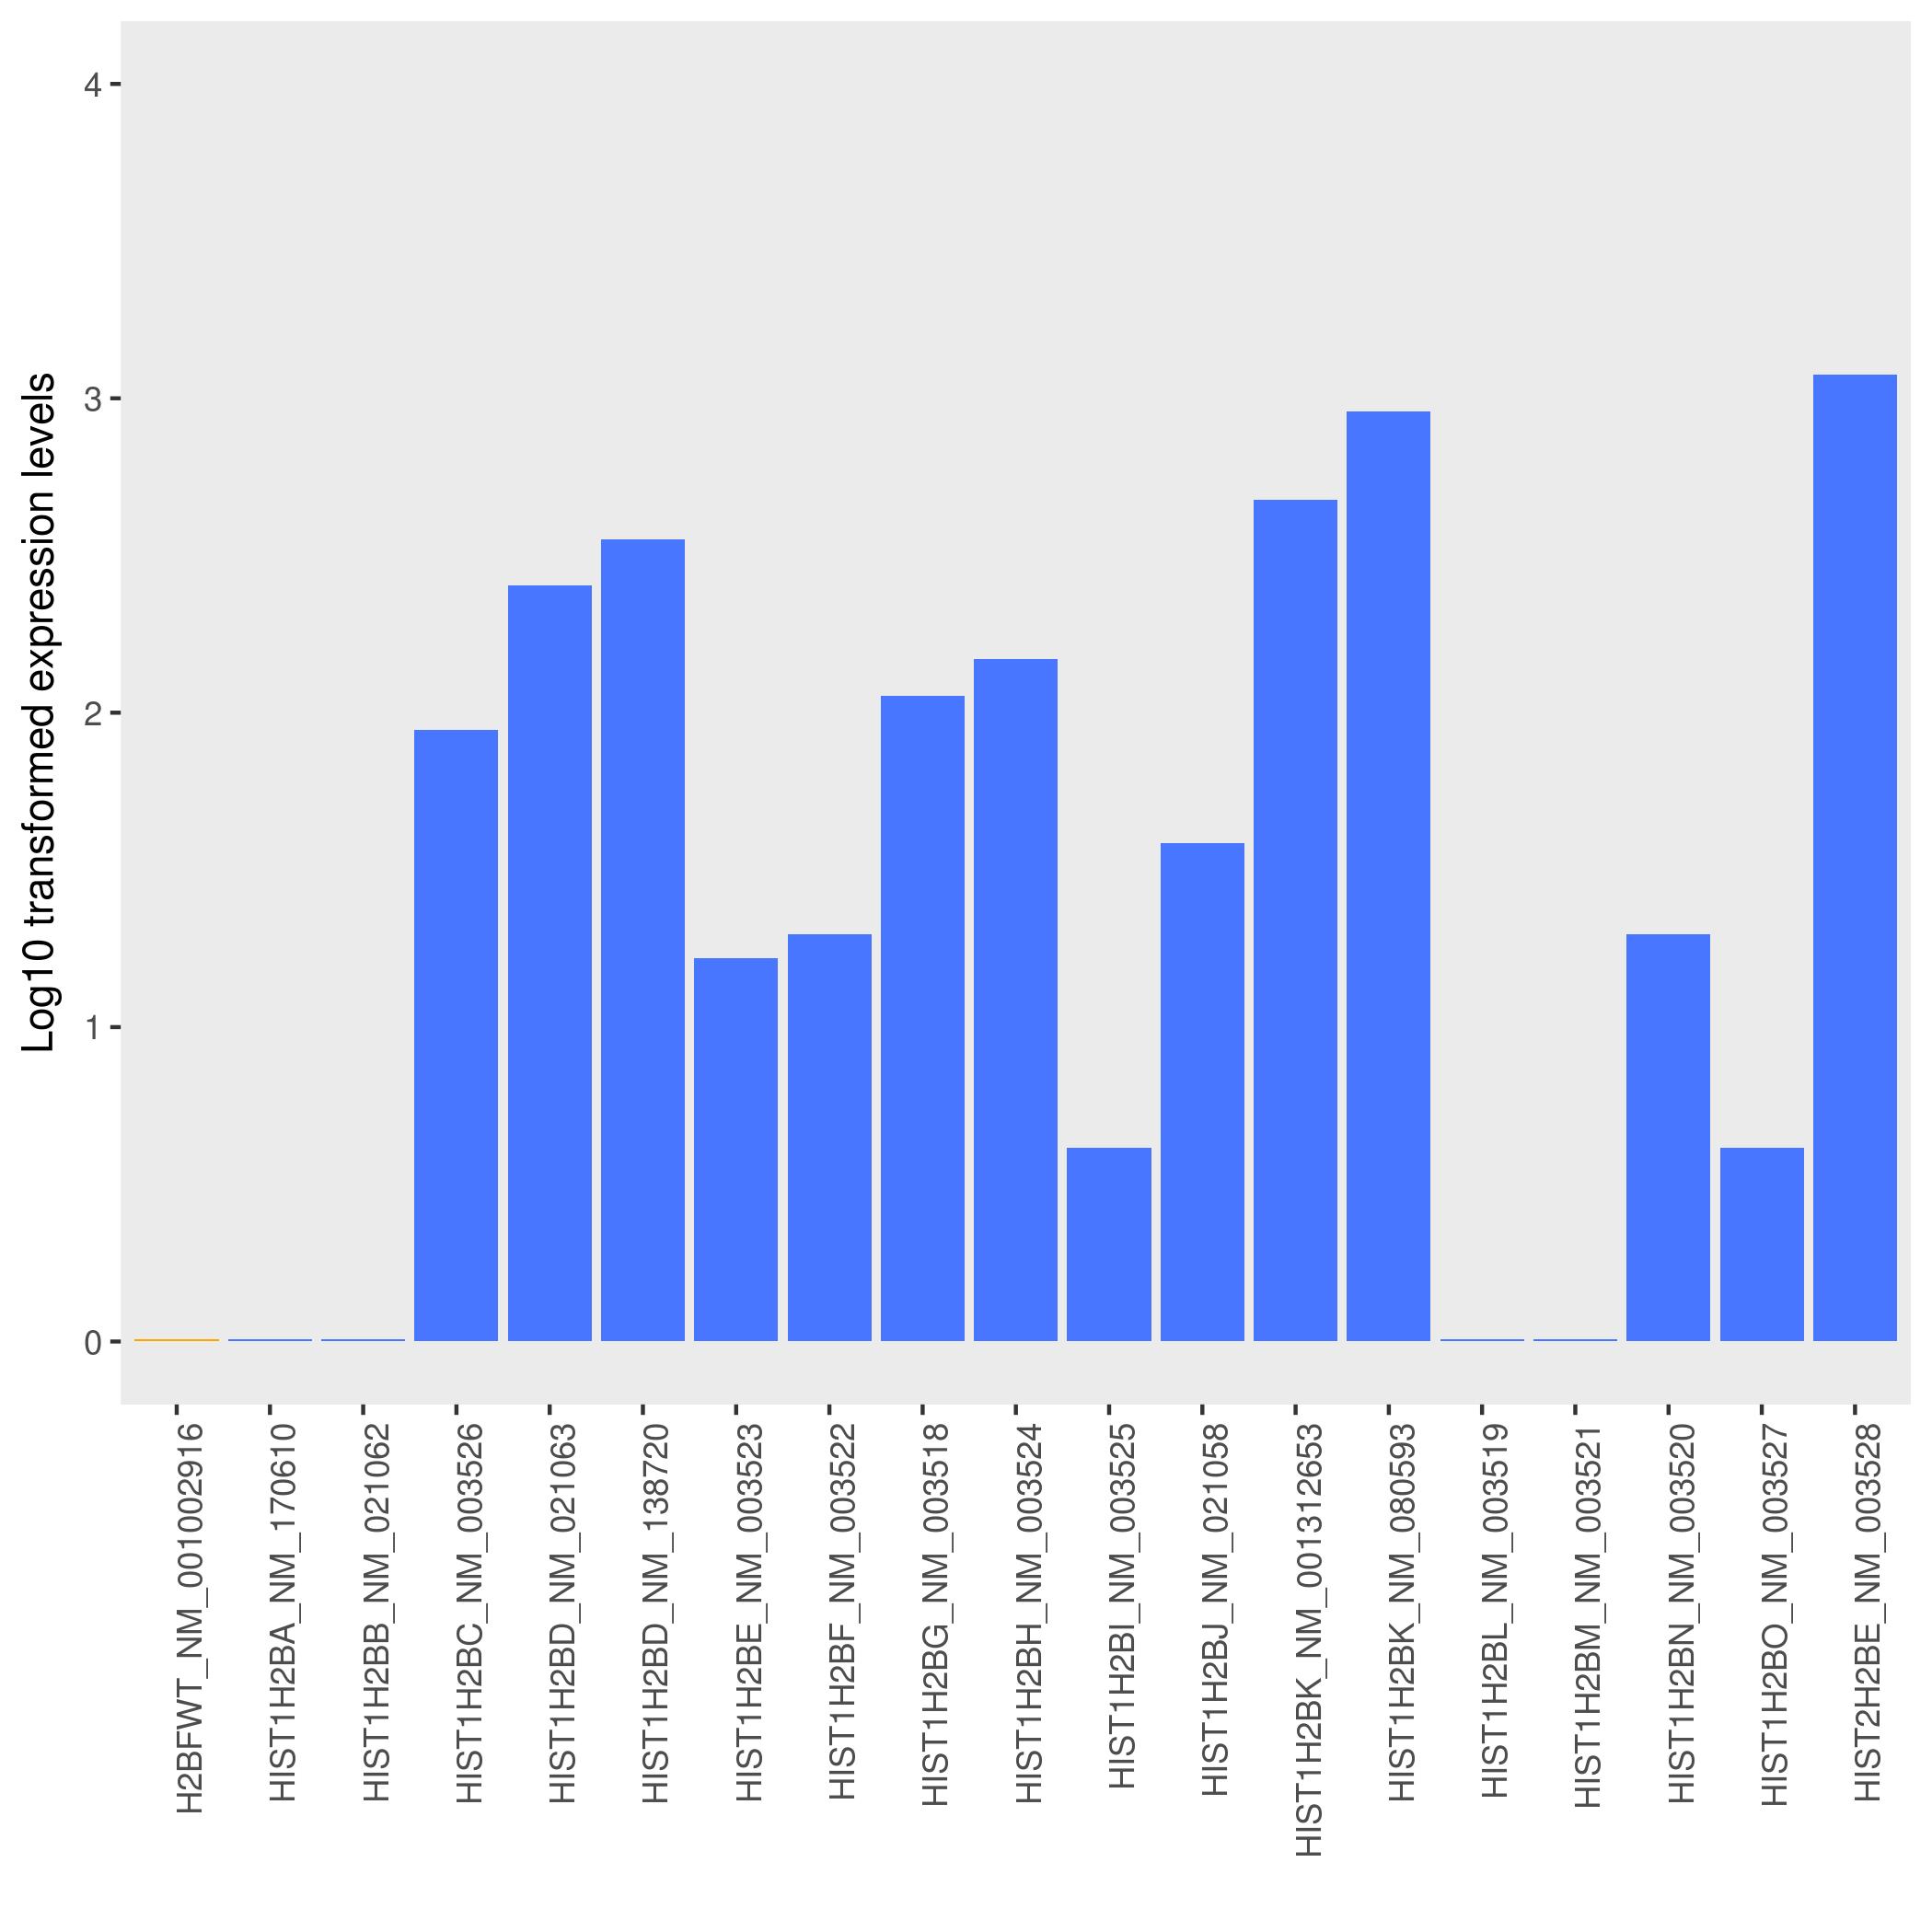 Log10 transformed expression levels
4
3
2
1
0
H2BFWT_NM_001002916
HIST1H2BA_NM_170610
HIST1H2BB_NM_021062
HIST1H2BC_NM_003526
HIST1H2BD_NM_021063
HIST1H2BD_NM_138720
HIST1H2BE_NM_003523
HIST1H2BF_NM_003522
HIST1H2BG_NM_003518
HIST1H2BH_NM_003524
HIST1H2BI_NM_003525
HIST1H2BJ_NM_021058
HIST1H2BK_NM_001312653
HIST1H2BK_NM_080593
HIST1H2BL_NM_003519
HIST1H2BM_NM_003521
HIST1H2BN_NM_003520
HIST1H2BO_NM_003527
HIST2H2BE_NM_003528